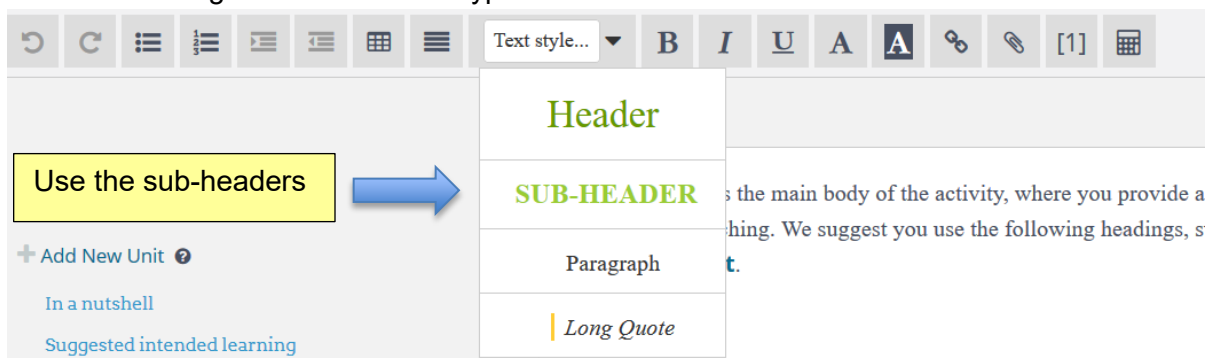 Text style... B I U A A [1]
Header
Use the sub-headers
SUB-HEADER
the main body of the activity, where you provide a
hing. We suggest you use the following headings,
Add New Unit
Paragraph
t.
In a nutshell
Long Quote
Suggested intended learning